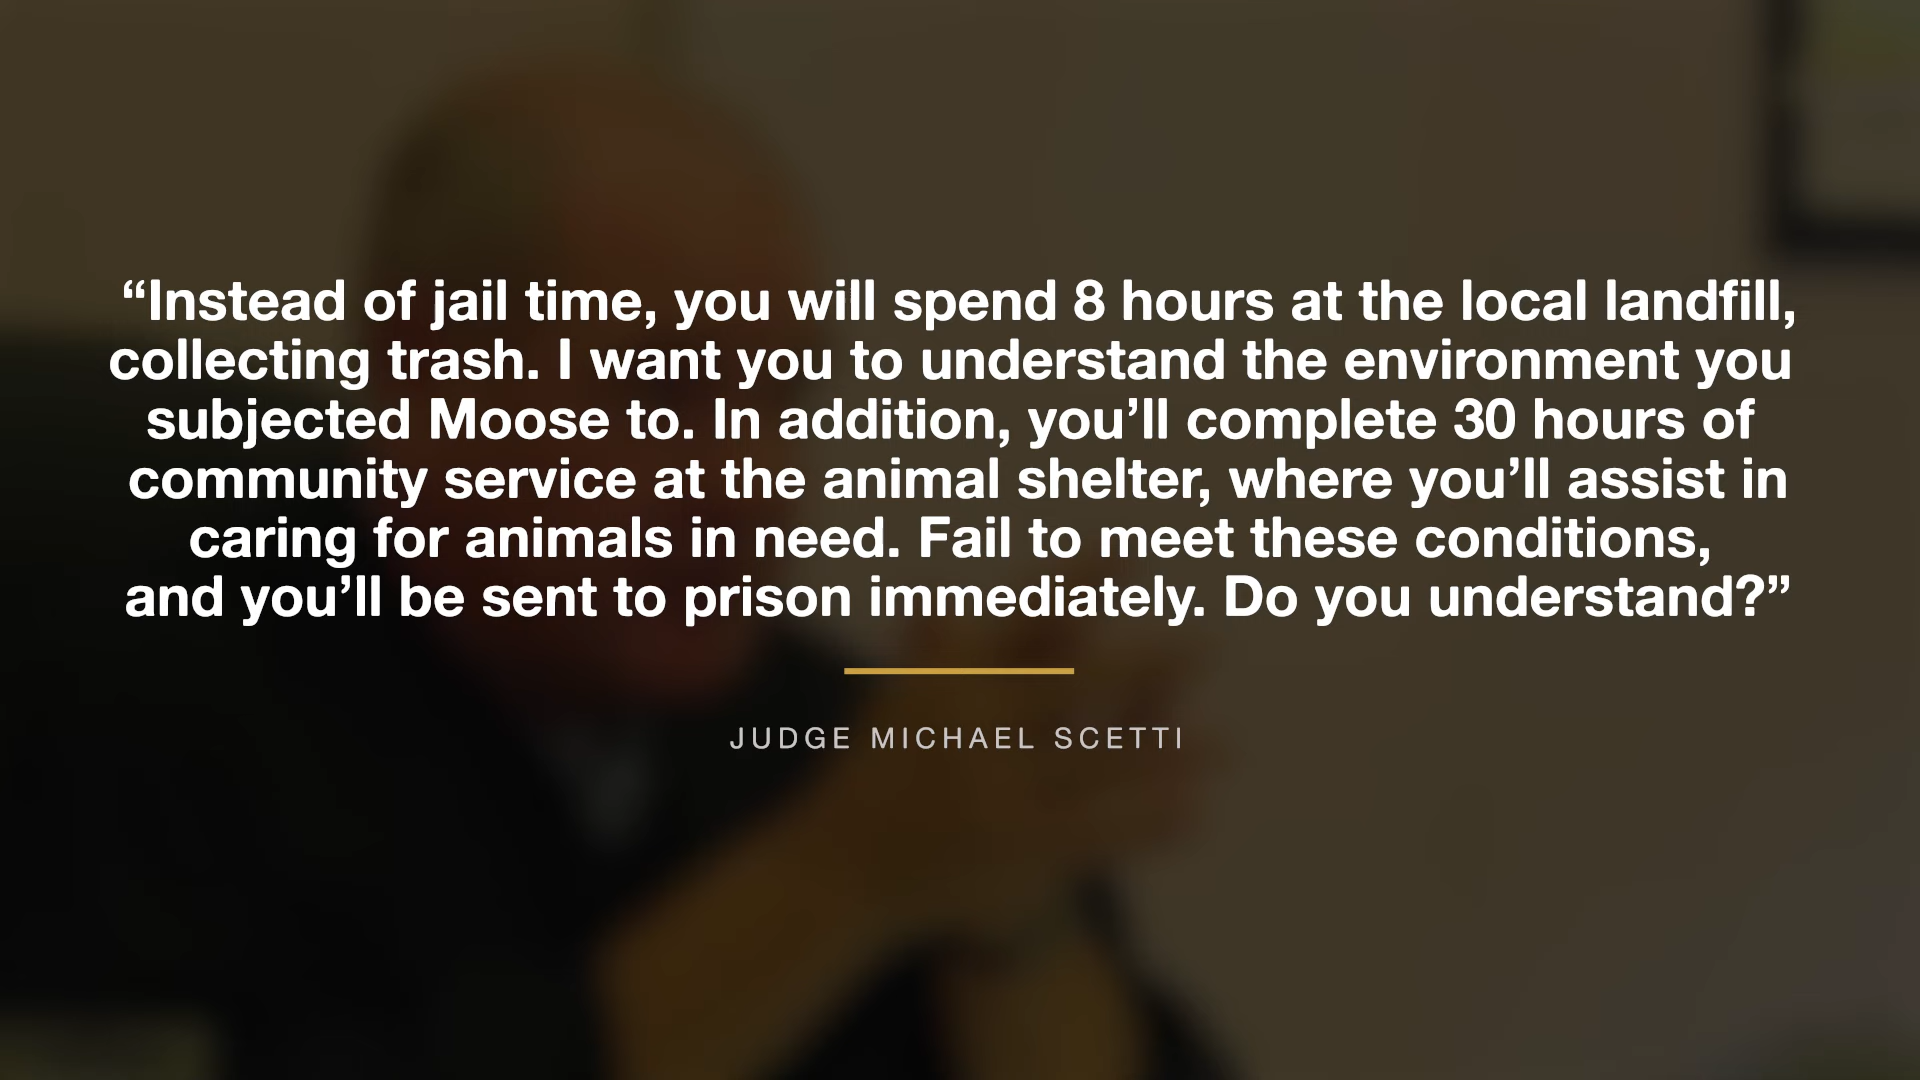 “Instead of jail time, you will spend 8 hours at the local landfill,
collecting trash. I want you to understand the environment you
subjected Moose to. In addition, you’ll complete 30 hours of
community service at the animal shelter, where you’ll assist in
caring for animals in need. Fail to meet these conditions,
and you’ll be sent to prison immediately. Do you understand?”
JUDGE MICHAEL SCETTI